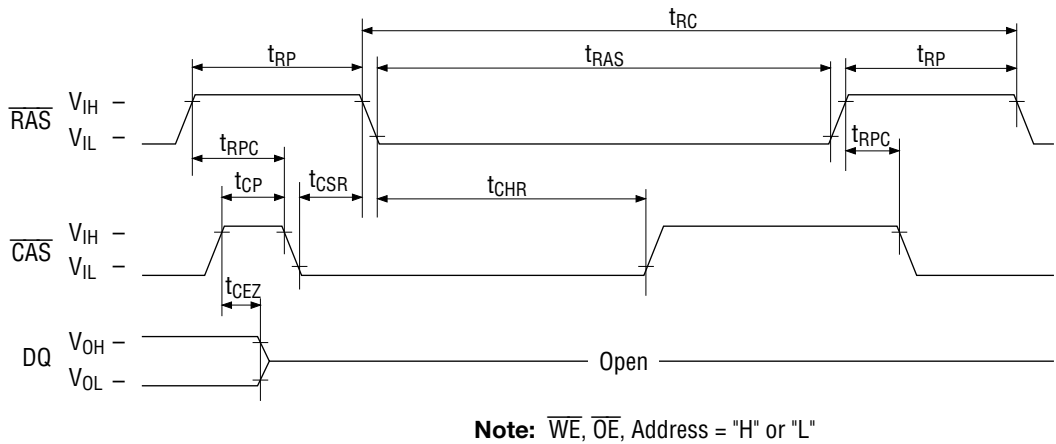 tRC
tRP tRAS tRP
RAS VIH –
VIL –
tRPC tRPC
tCP tCSR tCHR
CAS VIH –
VIL –
tCEZ
DQ VOH –
VOL –
Open
Note: WE, OE, Address = "H" or "L"